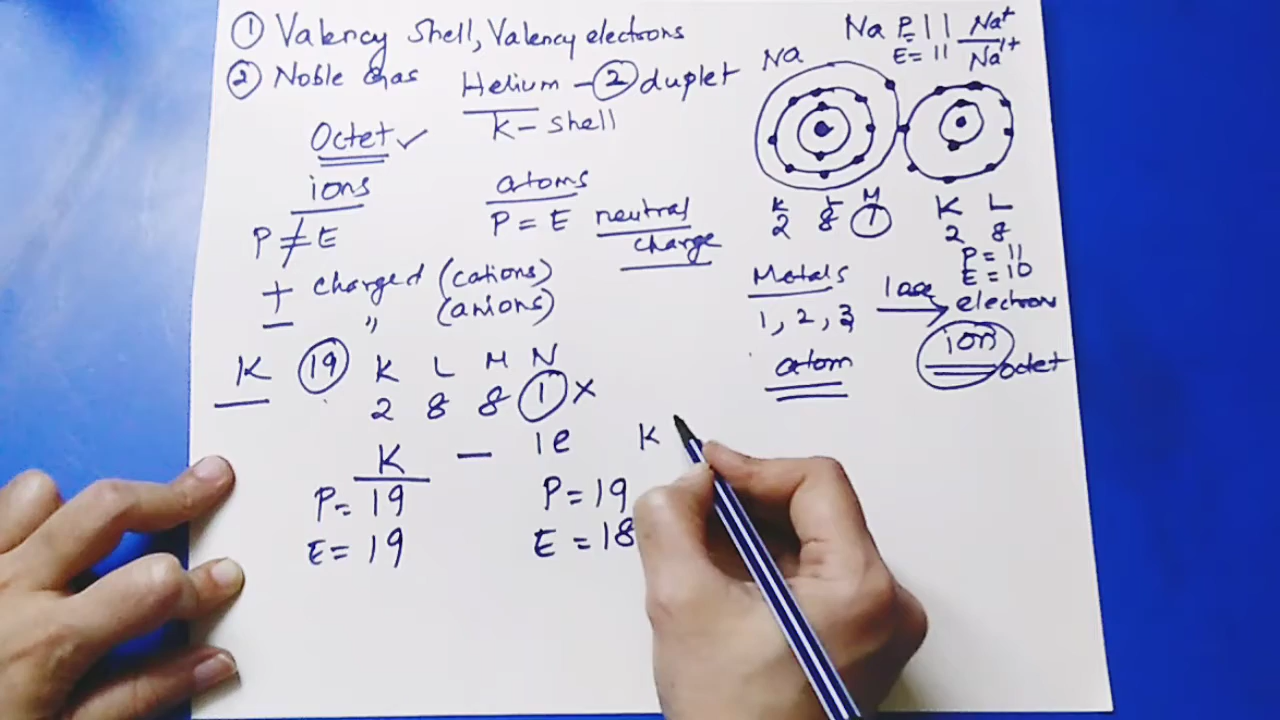 ① Valency Shell, Valency electrons
② Noble Gas
Helium - ② duplet
K - shell
Octet ✓
ions
P ≠ E
atoms
P = E neutral
charge
+ charged (cations)
- " (anions)
K ⑲ K L M N
2 8 8 ① X
K - 1e K
P = 19 P = 19
E = 19 E = 18
Na P = 11 Na+
E = 11 Na1+
Na
K L M
2 8 1
K L
2 8
P = 11
E = 10
Metals
1, 2, 3
electron
atom
ion
octet